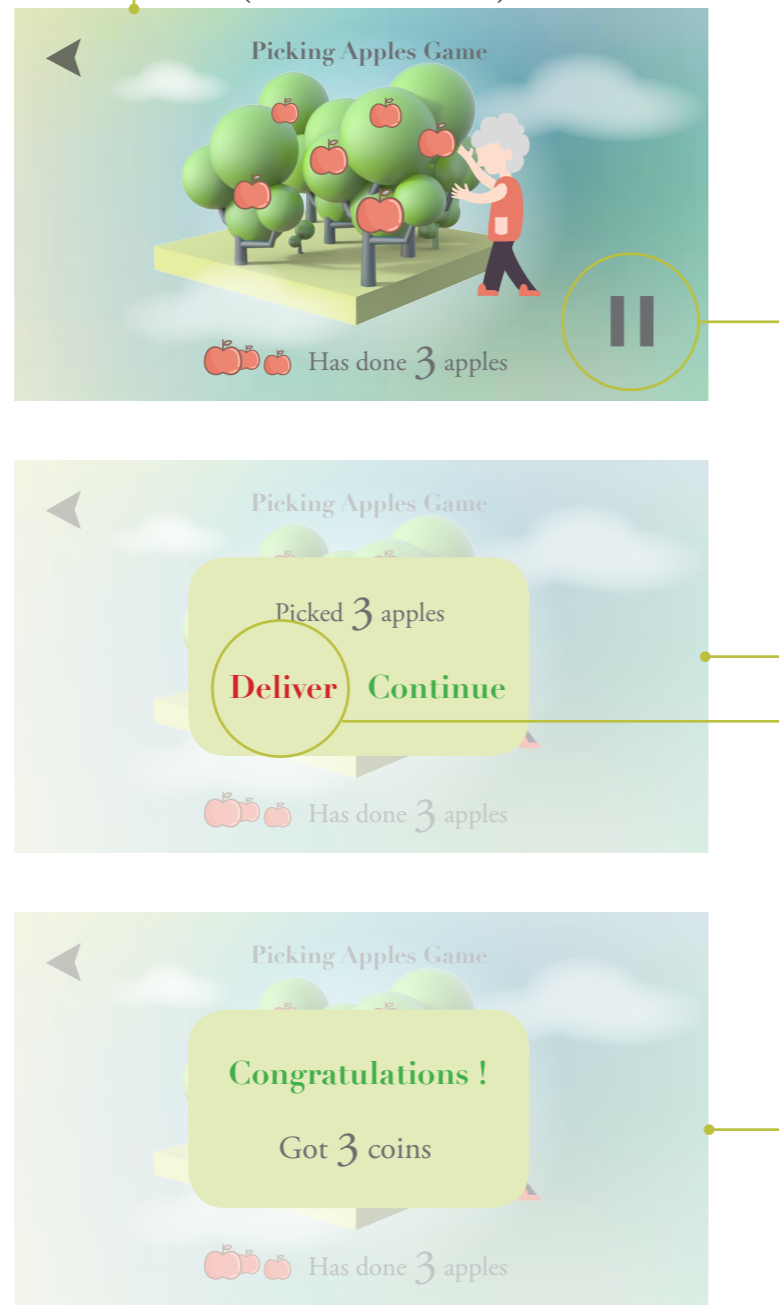 Picking Apples Game
Has done 3 apples
Picking Apples Game
Picked 3 apples
Deliver Continue
Has done 3 apples
Picking Apples Game
Congratulations !
Got 3 coins
Has done 3 apples